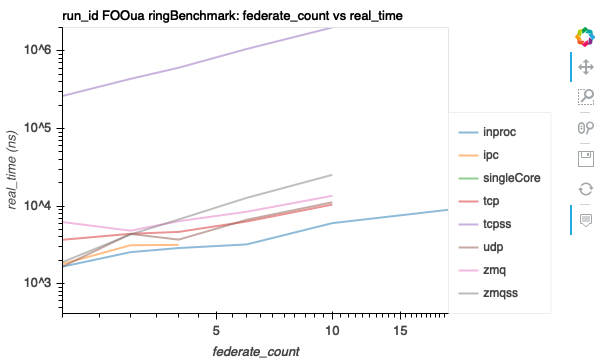 run_id FOOua ringBenchmark: federate_count vs real_time
real_time (ns)
10^6
10^5
10^4
10^3
5
10
15
federate_count
inproc
ipc
singleCore
tcp
tcpss
udp
zmq
zmqss